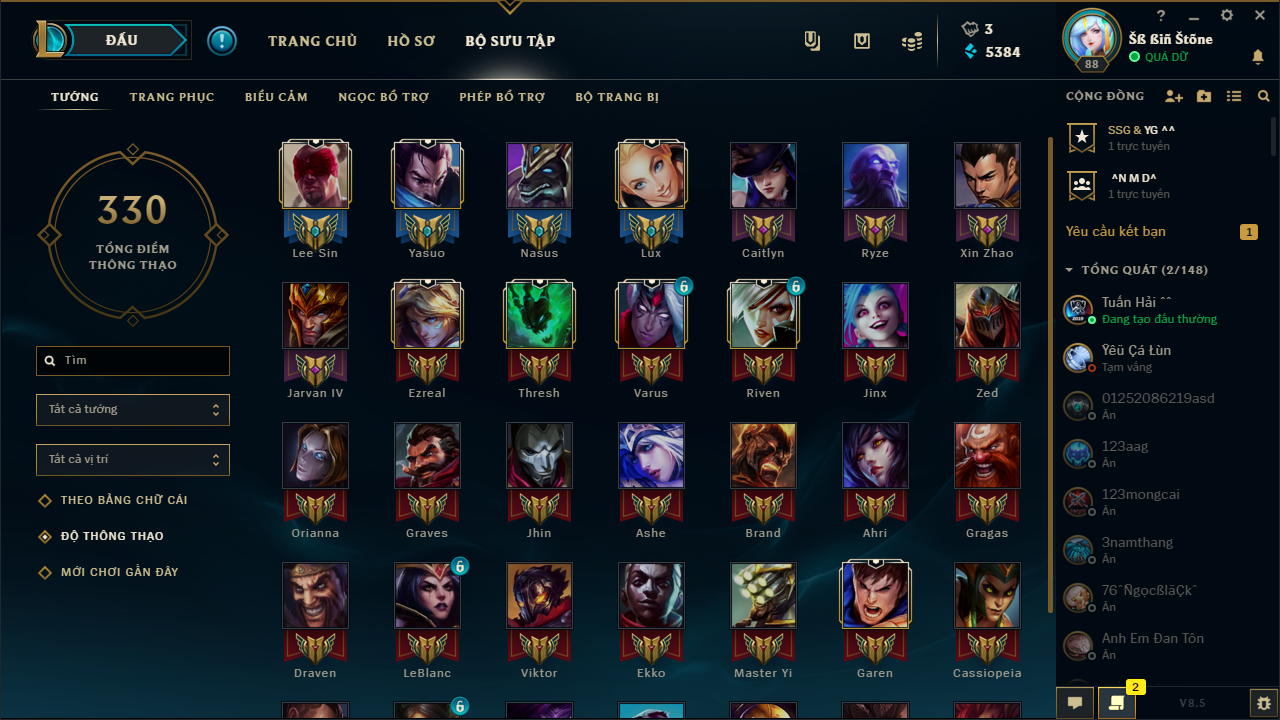 ĐẤU
TRANG CHỦ
HỒ SƠ
BỘ SƯU TẬP
3
5384
88
Šß ßiñ Štõne
QUÁ DỮ
TƯỚNG
TRANG PHỤC
BIỂU CẢM
NGỌC BỔ TRỢ
PHÉP BỔ TRỢ
BỘ TRANG BỊ
CỘNG ĐỒNG
330
TỔNG ĐIỂM
THÔNG THẠO
Tìm
Tất cả tướng
Tất cả vị trí
THEO BẢNG CHỮ CÁI
ĐỘ THÔNG THẠO
MỚI CHƠI GẦN ĐÂY
Lee Sin
Yasuo
Nasus
Lux
Caitlyn
Ryze
Xin Zhao
6
6
Jarvan IV
Ezreal
Thresh
Varus
Riven
Jinx
Zed
Orianna
Graves
Jhin
Ashe
Brand
Ahri
Gragas
6
Draven
LeBlanc
Viktor
Ekko
Master Yi
Garen
Cassiopeia
6
SSG & YG ^^
1 trực tuyến
^N M D^
1 trực tuyến
Yêu cầu kết bạn
1
TỔNG QUÁT (2/148)
Tuấn Hải ^^
Đang tạo đấu thường
Ÿêü Çá Łùn
Tạm vắng
01252086219asd
Ẩn
123aag
Ẩn
123mongcai
Ẩn
3namthang
Ẩn
76ˆÑgọcßläÇkˆ
Ẩn
Anh Em Đan Tôn
Ẩn
2
V8.5